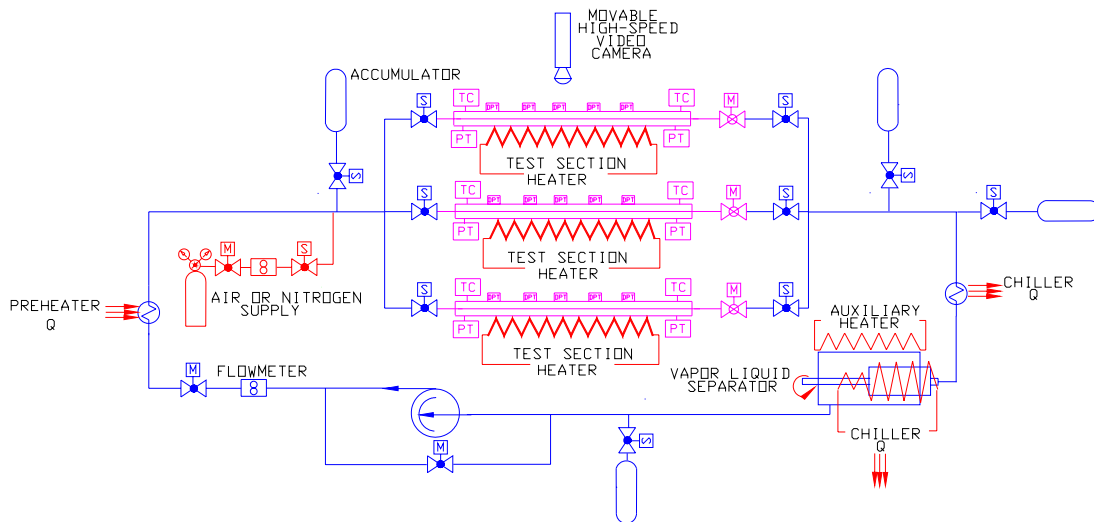 MOVABLE
HIGH-SPEED
VIDEO
CAMERA
ACCUMULATOR
S
TC
DPT
DPT
DPT
DPT
DPT
TC
M
S
PT
PT
TEST SECTION
HEATER
S
S
S
TC
DPT
DPT
DPT
DPT
DPT
TC
M
S
S
PT
PT
TEST SECTION
HEATER
M
8
S
AIR OR NITROGEN
SUPPLY
PREHEATER
Q
S
TC
DPT
DPT
DPT
DPT
DPT
TC
M
S
PT
PT
TEST SECTION
HEATER
CHILLER
Q
AUXILIARY
HEATER
VAPOR LIQUID
SEPARATOR
M
FLOWMETER
8
M
S
CHILLER
Q